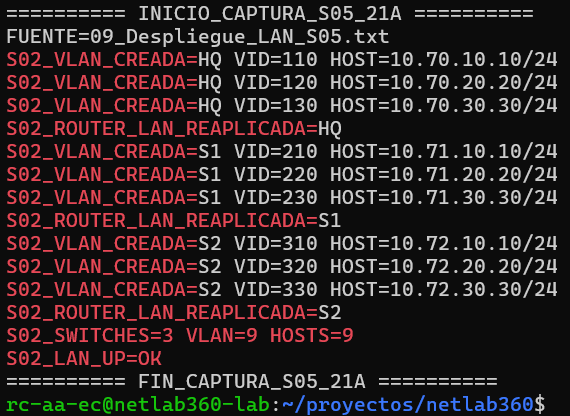 ========== INICIO_CAPTURA_S05_21A ==========
FUENTE=09_Despliegue_LAN_S05.txt
S02_VLAN_CREADA=HQ VID=110 HOST=10.70.10.10/24
S02_VLAN_CREADA=HQ VID=120 HOST=10.70.20.20/24
S02_VLAN_CREADA=HQ VID=130 HOST=10.70.30.30/24
S02_ROUTER_LAN_REAPLICADA=HQ
S02_VLAN_CREADA=S1 VID=210 HOST=10.71.10.10/24
S02_VLAN_CREADA=S1 VID=220 HOST=10.71.20.20/24
S02_VLAN_CREADA=S1 VID=230 HOST=10.71.30.30/24
S02_ROUTER_LAN_REAPLICADA=S1
S02_VLAN_CREADA=S2 VID=310 HOST=10.72.10.10/24
S02_VLAN_CREADA=S2 VID=320 HOST=10.72.20.20/24
S02_VLAN_CREADA=S2 VID=330 HOST=10.72.30.30/24
S02_ROUTER_LAN_REAPLICADA=S2
S02_SWITCHES=3 VLAN=9 HOSTS=9
S02_LAN_UP=OK
========== FIN_CAPTURA_S05_21A ==========
rc-aa-ec@netlab360-lab:~/proyectos/netlab360$